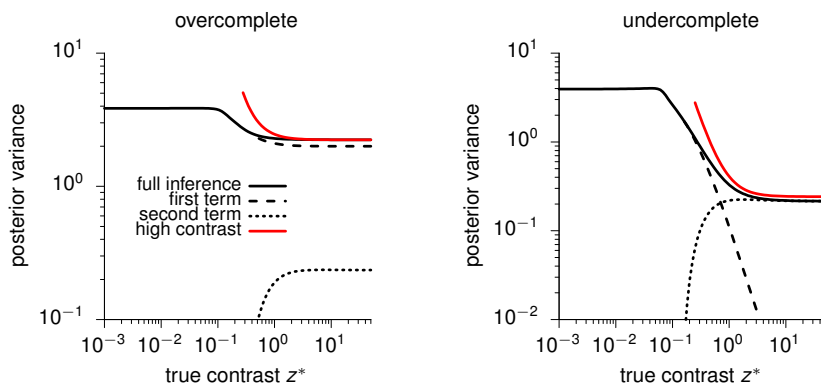 overcomplete
posterior variance
10^1
10^0
10^−1
full inference
first term
second term
high contrast
10^−3 10^−2 10^−1 10^0 10^1
true contrast z*
undercomplete
posterior variance
10^1
10^0
10^−1
10^−2
10^−3 10^−2 10^−1 10^0 10^1
true contrast z*